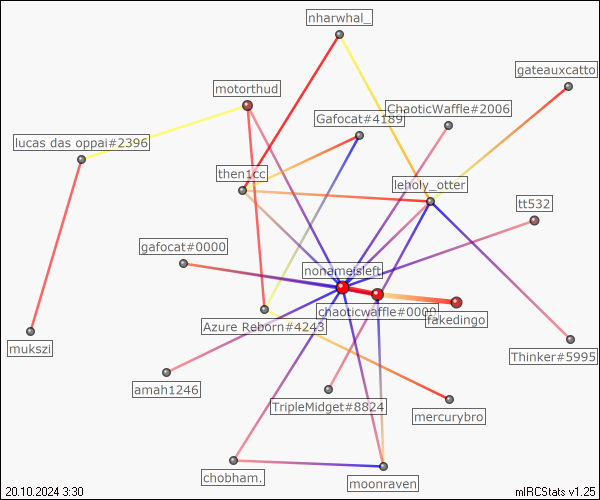 nharwhal_
gateauxcatto
motorthud
ChaoticWaffle#2006
Gafocat#4189
lucas das oppai#2396
then1cc
leholy_otter
tt532
gafocat#0000
nonameisleft
chaoticwaffle#0000
fakedingo
Azure Reborn#4243
mukszi
Thinker#5995
amah1246
TripleMidget#8824
mercurybro
chobham.
moonraven
20.10.2024 3:30
mIRCStats v1.25